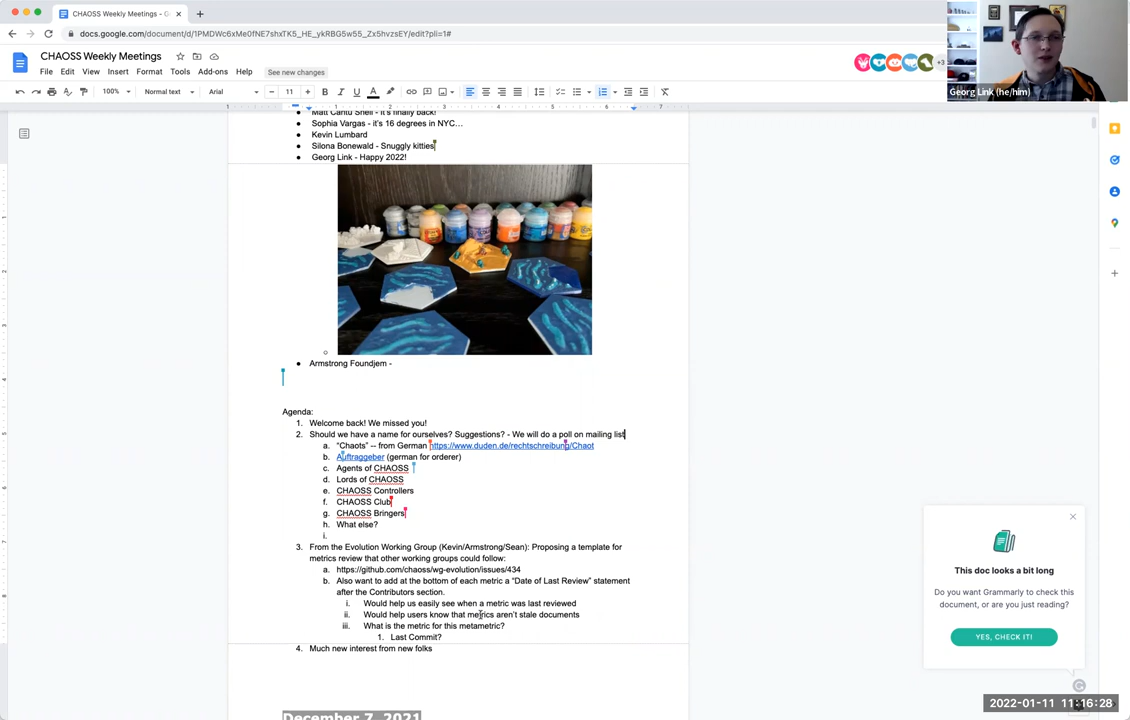 CHAOSS Weekly Meetings - G
docs.google.com/document/d/1PMDWc6xMe0fNE7shxTK5_HE_ykRBG5w55_Zx5hvzsEY/edit?pli=1#
CHAOSS Weekly Meetings
File Edit View Insert Format Tools Add-ons Help See new changes
+3
100% Normal text Arial 11
Georg Link (he/him)
1 1 2 3 4 5 6 7
Matt Cantu Snell - it's finally back!
Sophia Vargas - it's 16 degrees in NYC...
Kevin Lumbard
Silona Bonewald - Snuggly kitties
Georg Link - Happy 2022!
Armstrong Foundjem -
Agenda:
1. Welcome back! We missed you!
2. Should we have a name for ourselves? Suggestions? - We will do a poll on mailing list
a. "Chaots" -- from German https://www.duden.de/rechtschreibung/Chaot
b. Auftraggeber (german for orderer)
c. Agents of CHAOSS
d. Lords of CHAOSS
e. CHAOSS Controllers
f. CHAOSS Club
g. CHAOSS Bringers
h. What else?
i.
3. From the Evolution Working Group (Kevin/Armstrong/Sean): Proposing a template for
metrics review that other working groups could follow:
a. https://github.com/chaoss/wg-evolution/issues/434
b. Also want to add at the bottom of each metric a "Date of Last Review" statement
after the Contributors section.
i. Would help us easily see when a metric was last reviewed
ii. Would help users know that metrics aren't stale documents
iii. What is the metric for this metametric?
1. Last Commit?
4. Much new interest from new folks
December 7, 2021
This doc looks a bit long
Do you want Grammarly to check this
document, or are you just reading?
YES, CHECK IT!
2022-01-11 11:16:28